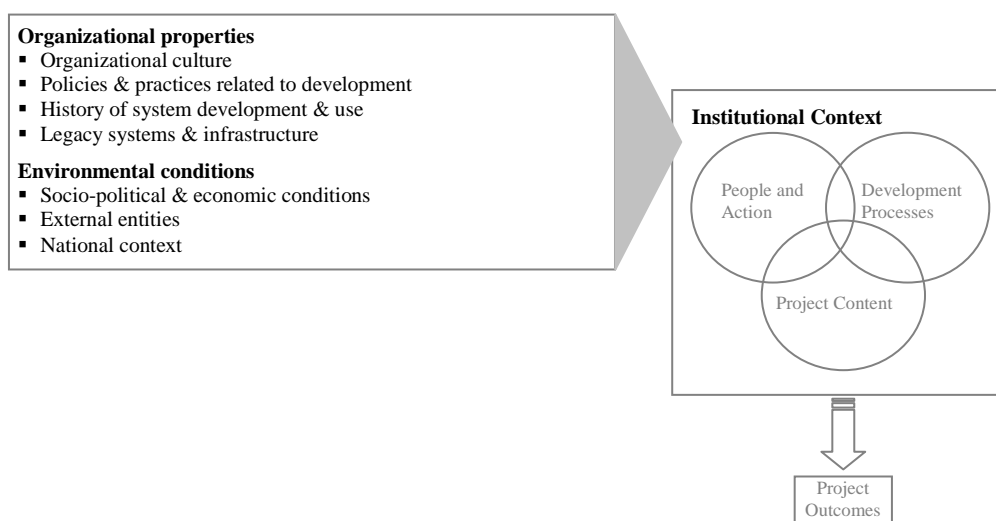 Organizational properties
▪ Organizational culture
▪ Policies & practices related to development
▪ History of system development & use
▪ Legacy systems & infrastructure
Environmental conditions
▪ Socio-political & economic conditions
▪ External entities
▪ National context
Institutional Context
People and
Action
Development
Processes
Project Content
Project
Outcomes